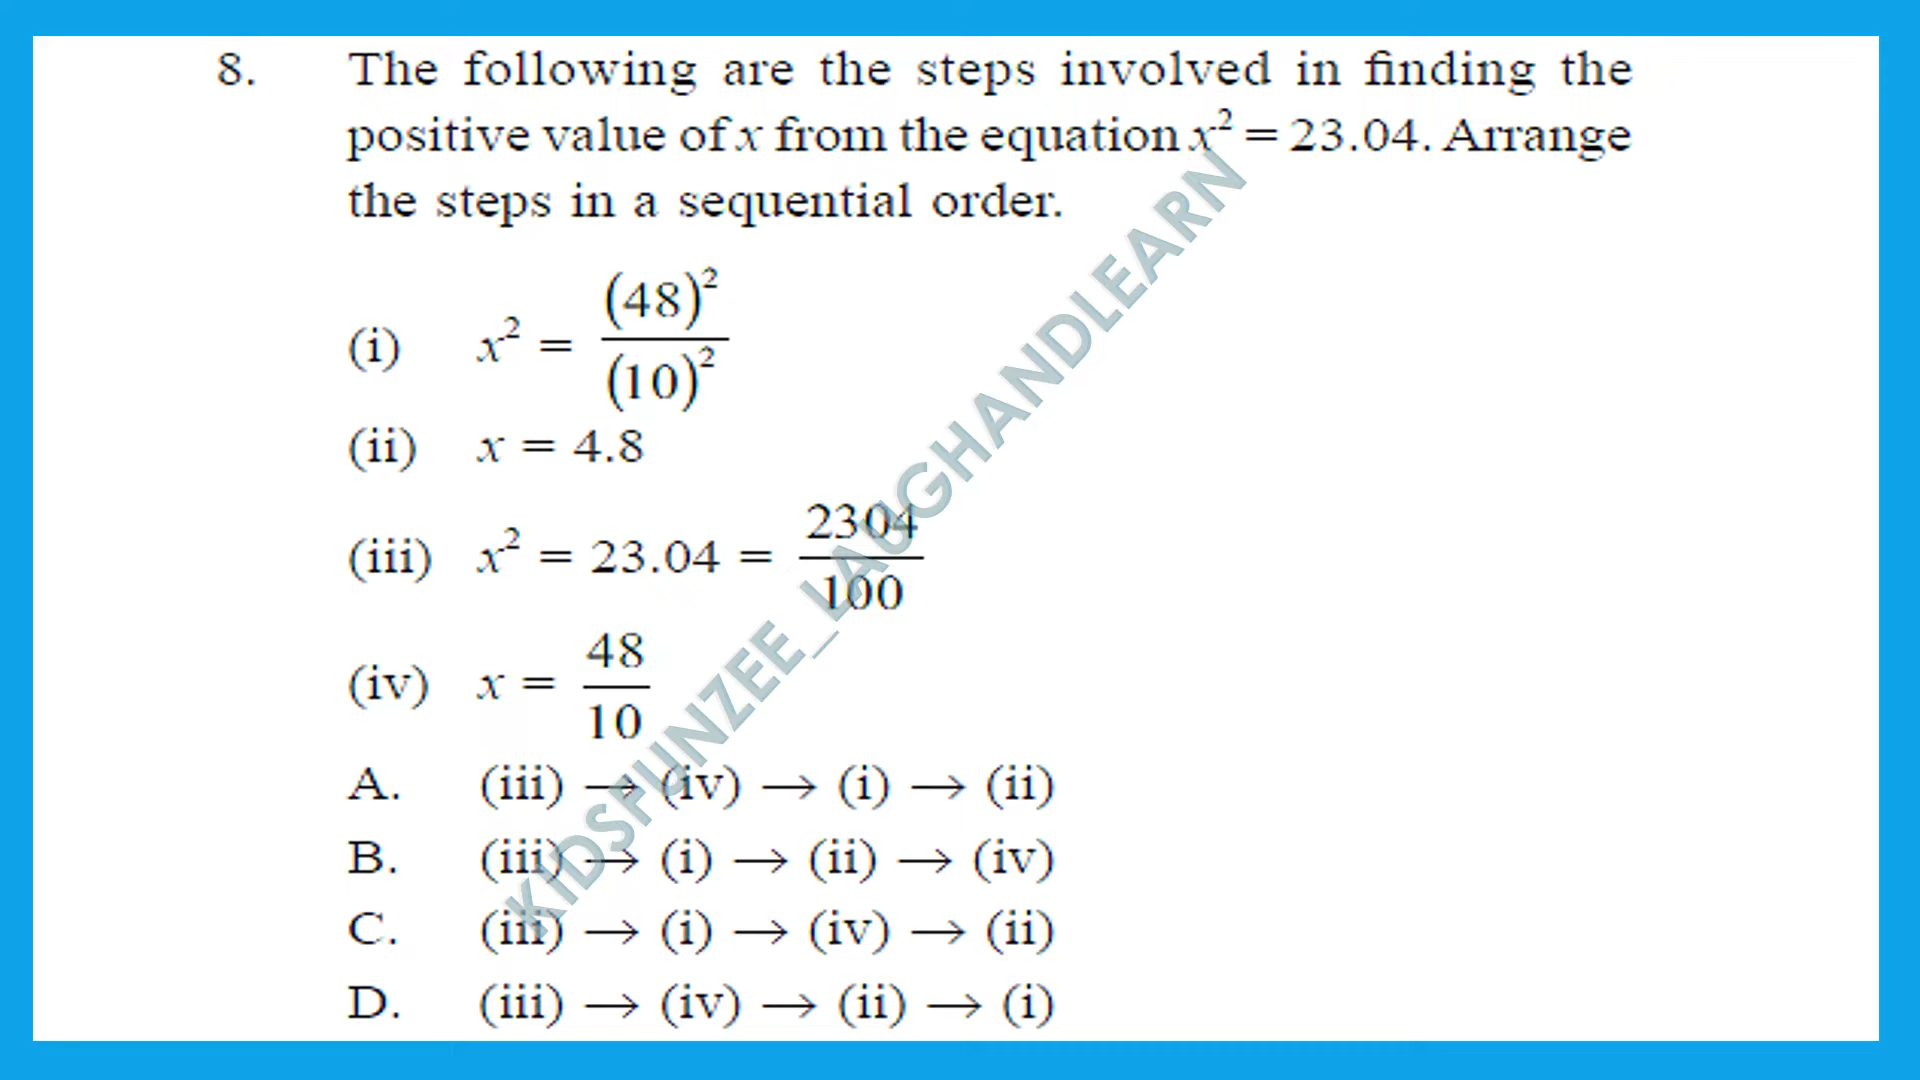 8. The following are the steps involved in finding the
positive value of x from the equation x² = 23.04. Arrange
the steps in a sequential order.
(i) x² = (48)² / (10)²
(ii) x = 4.8
(iii) x² = 23.04 = 2304 / 100
(iv) x = 48 / 10
A. (iii) → (iv) → (i) → (ii)
B. (iii) → (i) → (ii) → (iv)
C. (iii) → (i) → (iv) → (ii)
D. (iii) → (iv) → (ii) → (i)
KIDSFUNZEE_LAUGHANDLEARN